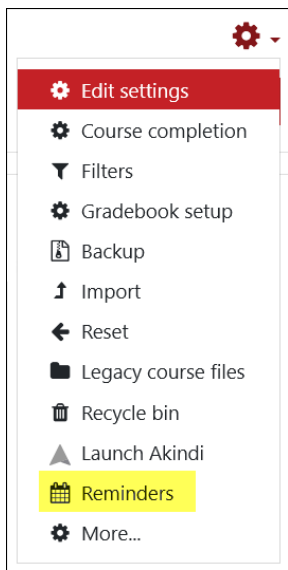 Edit settings
Course completion
Filters
Gradebook setup
Backup
Import
Reset
Legacy course files
Recycle bin
Launch Akindi
Reminders
More...